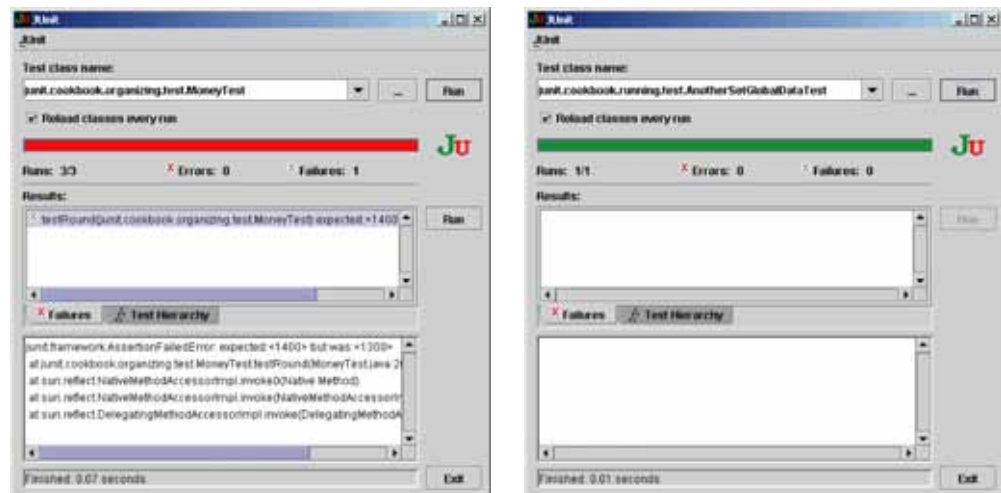 JUnit
JUnit
Test class name:
junit.cookbook.organizing.test.MoneyTest
...
Run
Reload classes every run
JU
Runs: 3/3
X Errors: 0
Failures: 1
Results:
testRound(junit.cookbook.organizing.test.MoneyTest):expected:<1400
Run
X Failures
Test Hierarchy
junit.framework.AssertionFailedError: expected:<1400> but was:<1300>
at junit.cookbook.organizing.test.MoneyTest.testRound(MoneyTest.java:2
at sun.reflect.NativeMethodAccessorImpl.invoke0(Native Method)
at sun.reflect.NativeMethodAccessorImpl.invoke(NativeMethodAccessorI
at sun.reflect.DelegatingMethodAccessorImpl.invoke(DelegatingMethodA
Finished: 0.07 seconds
Exit
JUnit
JUnit
Test class name:
junit.cookbook.running.test.AnotherSetGlobalDataTest
...
Run
Reload classes every run
JU
Runs: 1/1
X Errors: 0
Failures: 0
Results:
Run
X Failures
Test Hierarchy
Finished: 0.01 seconds
Exit